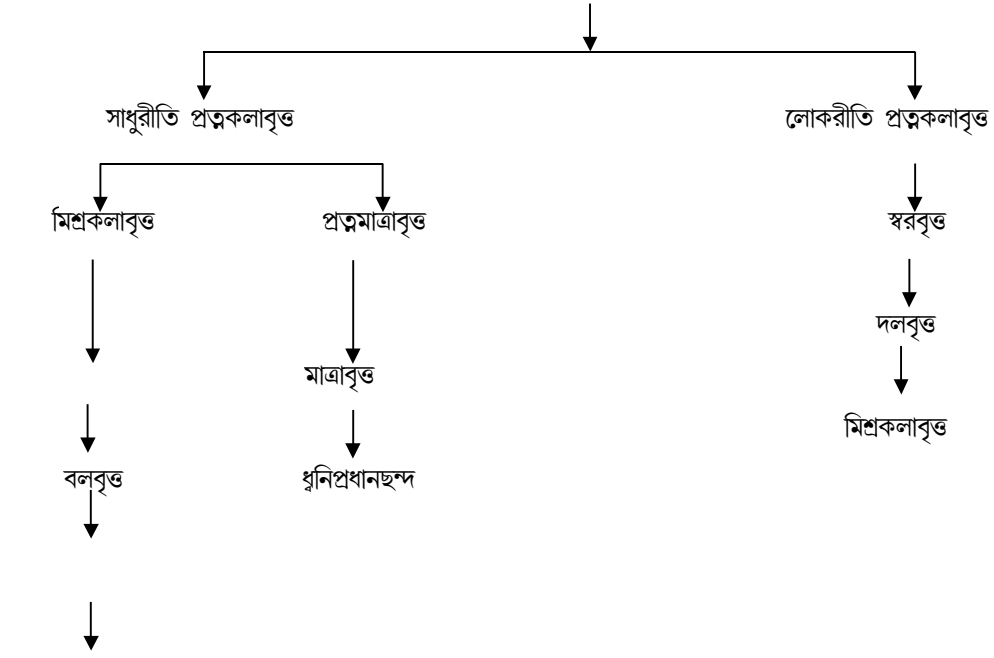 সাধুরীতি প্রত্নকলাবৃত্ত লোকরীতি প্রত্নকলাবৃত্ত
মিশ্রকলাবৃত্ত প্রত্নমাত্রাবৃত্ত স্বরবৃত্ত
দলবৃত্ত
মাত্রাবৃত্ত
মিশ্রকলাবৃত্ত
বলবৃত্ত ধ্বনিপ্রধানছন্দ